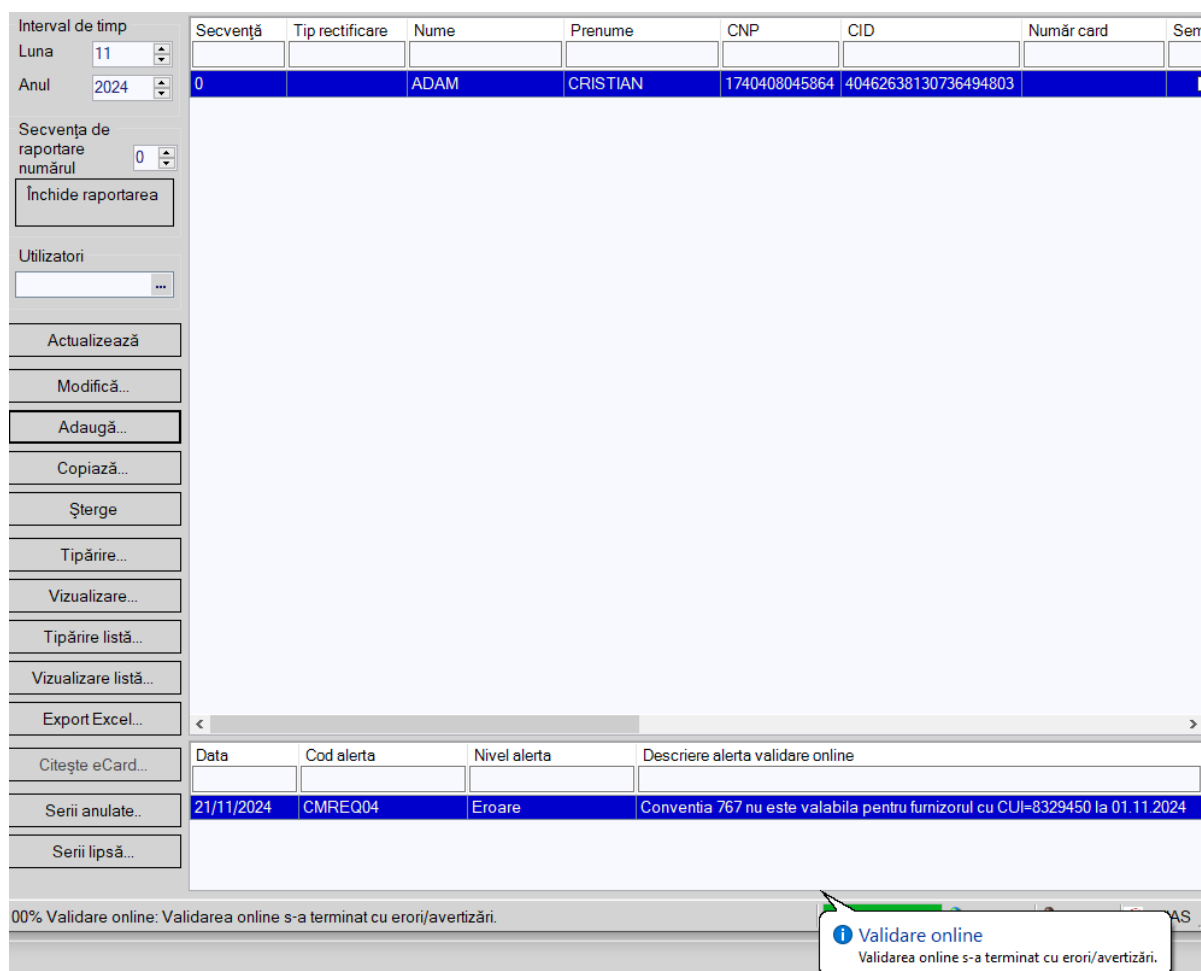 Interval de timp
Luna 11
Anul 2024
Secvenţa de
raportare
numărul 0
Închide raportarea
Utilizatori
...
Actualizează
Modifică...
Adaugă...
Copiază...
Şterge
Tipărire...
Vizualizare...
Tipărire listă...
Vizualizare listă...
Export Excel...
Citeşte eCard...
Serii anulate..
Serii lipsă...
Secvenţă Tip rectificare Nume Prenume CNP CID Număr card Sem
0 ADAM CRISTIAN 1740408045864 40462638130736494803
Data Cod alerta Nivel alerta Descriere alerta validare online
21/11/2024 CMREQ04 Eroare Conventia 767 nu este valabila pentru furnizorul cu CUI=8329450 la 01.11.2024
00% Validare online: Validarea online s-a terminat cu erori/avertizări.
AS
Validare online
Validarea online s-a terminat cu erori/avertizări.